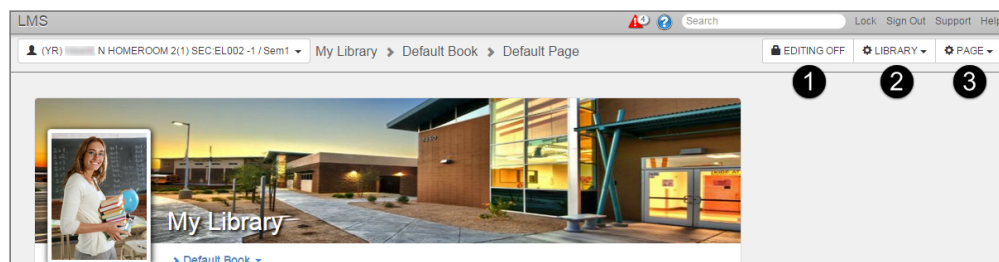 LMS
Search
Lock Sign Out Support Help
(YR) N HOMEROOM 2(1) SEC:EL002 -1 / Sem1
My Library > Default Book > Default Page
EDITING OFF
LIBRARY
PAGE
1 2 3
My Library
> Default Book